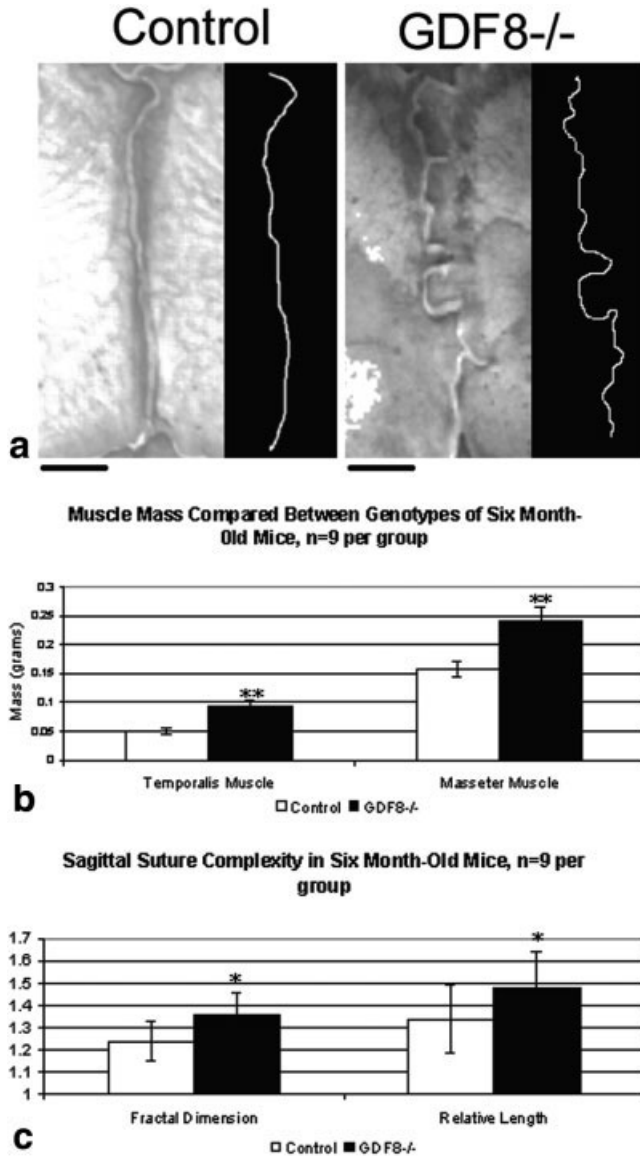 Control GDF8-/-
a
Muscle Mass Compared Between Genotypes of Six Month-
Old Mice, n=9 per group
Mass (grams)
0.3
0.25
0.2
0.15
0.1
0.05
0
**
**
Temporalis Muscle Masseter Muscle
b
Control GDF8-/-
Sagittal Suture Complexity in Six Month-Old Mice, n=9 per
group
1.7
1.6
1.5
1.4
1.3
1.2
1.1
1
*
*
Fractal Dimension Relative Length
c
Control GDF8-/-